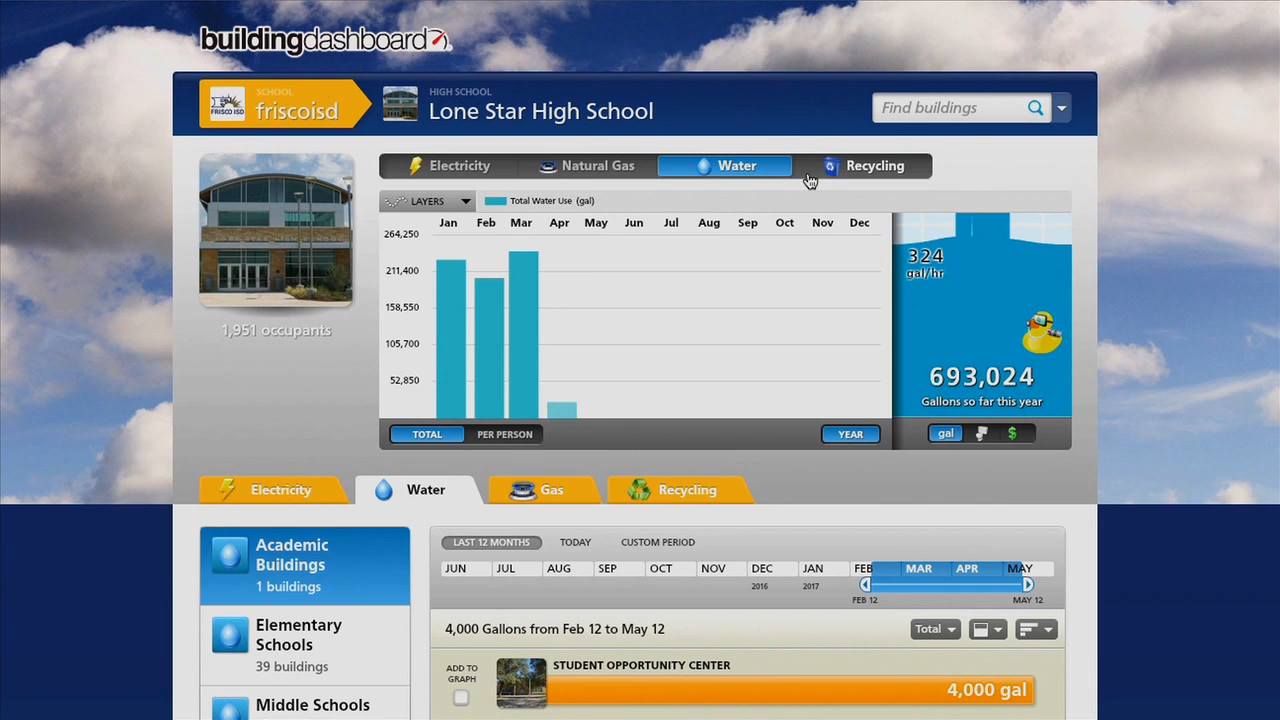 buildingdashboard
SCHOOL
friscoisd
FRISCO ISD
HIGH SCHOOL
Lone Star High School
Find buildings
Electricity
Natural Gas
Water
Recycling
1,951 occupants
LAYERS
Total Water Use (gal)
Jan Feb Mar Apr May Jun Jul Aug Sep Oct Nov Dec
264,250
211,400
158,550
105,700
52,850
324
gal/hr
693,024
Gallons so far this year
TOTAL
PER PERSON
YEAR
gal
$
Electricity
Water
Gas
Recycling
Academic
Buildings
1 buildings
Elementary
Schools
39 buildings
Middle Schools
LAST 12 MONTHS
TODAY
CUSTOM PERIOD
JUN JUL AUG SEP OCT NOV DEC JAN FEB MAR APR MAY
2016 2017
FEB 12 MAY 12
4,000 Gallons from Feb 12 to May 12
Total
ADD TO
GRAPH
STUDENT OPPORTUNITY CENTER
4,000 gal